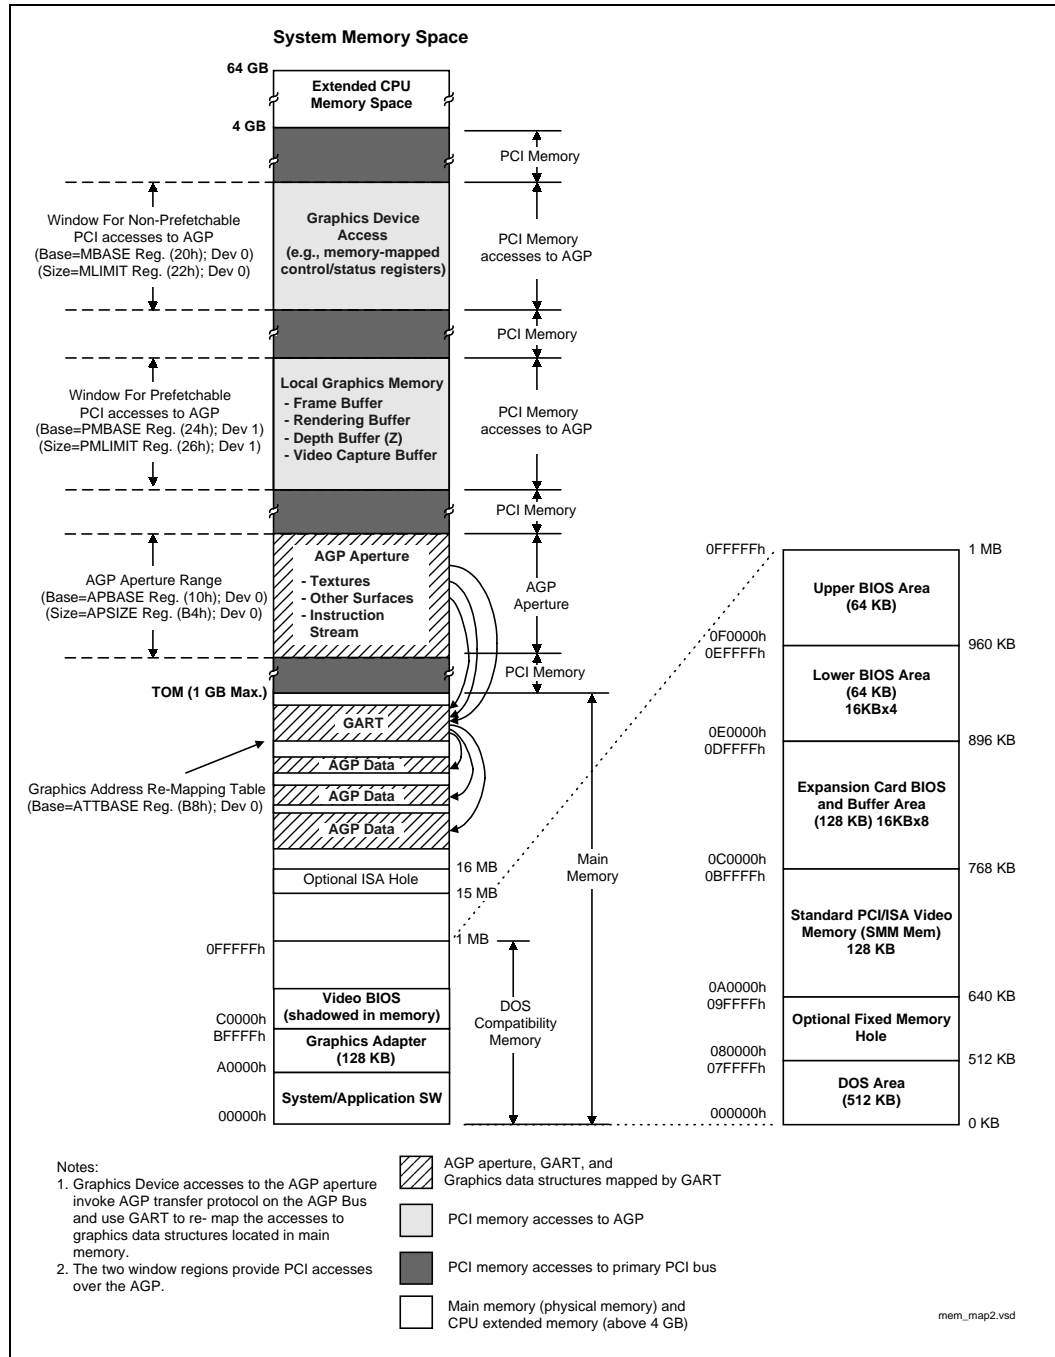 System Memory Space
64 GB
Extended CPU
Memory Space
4 GB
PCI Memory
Window For Non-Prefetchable
PCI accesses to AGP
(Base=MBASE Reg. (20h); Dev 0)
(Size=MLIMIT Reg. (22h); Dev 0)
Graphics Device
Access
(e.g., memory-mapped
control/status registers)
PCI Memory
accesses to AGP
PCI Memory
Window For Prefetchable
PCI accesses to AGP
(Base=PMBASE Reg. (24h); Dev 1)
(Size=PMLIMIT Reg. (26h); Dev 1)
Local Graphics Memory
- Frame Buffer
- Rendering Buffer
- Depth Buffer (Z)
- Video Capture Buffer
PCI Memory
accesses to AGP
PCI Memory
AGP Aperture Range
(Base=APBASE Reg. (10h); Dev 0)
(Size=APSIZE Reg. (B4h); Dev 0)
AGP Aperture
- Textures
- Other Surfaces
- Instruction
Stream
AGP
Aperture
PCI Memory
TOM (1 GB Max.)
GART
AGP Data
AGP Data
AGP Data
Graphics Address Re-Mapping Table
(Base=ATTBASE Reg. (B8h); Dev 0)
16 MB
Optional ISA Hole
15 MB
Main
Memory
1 MB
0FFFFFh
Video BIOS
(shadowed in memory)
C0000h
BFFFFh
Graphics Adapter
(128 KB)
A0000h
System/Application SW
00000h
DOS
Compatibility
Memory
0FFFFFh
1 MB
Upper BIOS Area
(64 KB)
0F0000h
0EFFFFh
960 KB
Lower BIOS Area
(64 KB)
16KBx4
0E0000h
0DFFFFh
896 KB
Expansion Card BIOS
and Buffer Area
(128 KB) 16KBx8
0C0000h
0BFFFFh
768 KB
Standard PCI/ISA Video
Memory (SMM Mem)
128 KB
0A0000h
09FFFFh
640 KB
Optional Fixed Memory
Hole
080000h
07FFFFh
512 KB
DOS Area
(512 KB)
000000h
0 KB
Notes:
1. Graphics Device accesses to the AGP aperture
invoke AGP transfer protocol on the AGP Bus
and use GART to re- map the accesses to
graphics data structures located in main
memory.
2. The two window regions provide PCI accesses
over the AGP.
AGP aperture, GART, and
Graphics data structures mapped by GART
PCI memory accesses to AGP
PCI memory accesses to primary PCI bus
Main memory (physical memory) and
CPU extended memory (above 4 GB)
mem_map2.vsd